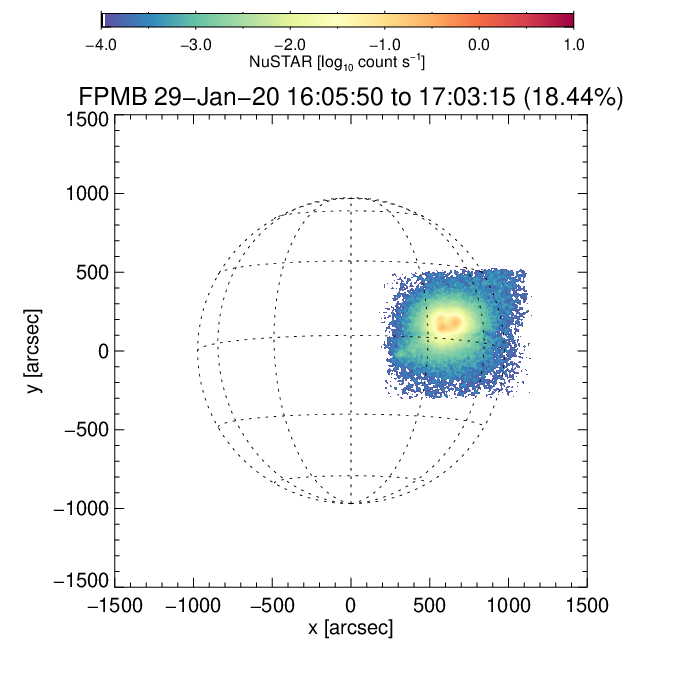 −4.0 −3.0 −2.0 −1.0 0.0 1.0
NuSTAR [log₁₀ count s⁻¹]
FPMB 29−Jan−20 16:05:50 to 17:03:15 (18.44%)
1500
1000
500
0
−500
−1000
−1500
y [arcsec]
−1500 −1000 −500 0 500 1000 1500
x [arcsec]